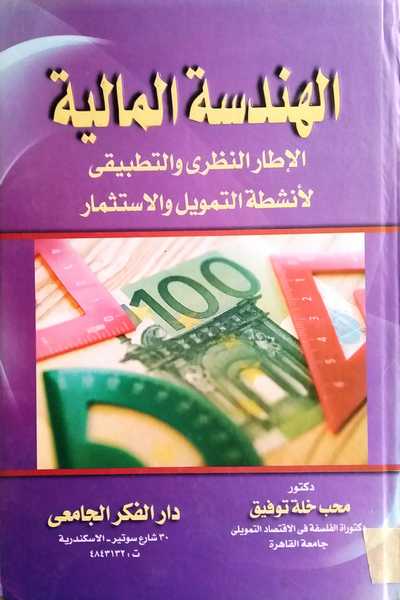 الهندسة المالية
الإطار النظرى والتطبيقى
لأنشطة التمويل والاستثمار
100
دكتور
محب خلة توفيق
دكتوراة الفلسفة فى الاقتصاد التمويلى
جامعة القاهرة
دار الفكر الجامعى
٣٠ شارع سوتير - الاسكندرية
ت : ٤٨٤٣١٣٢